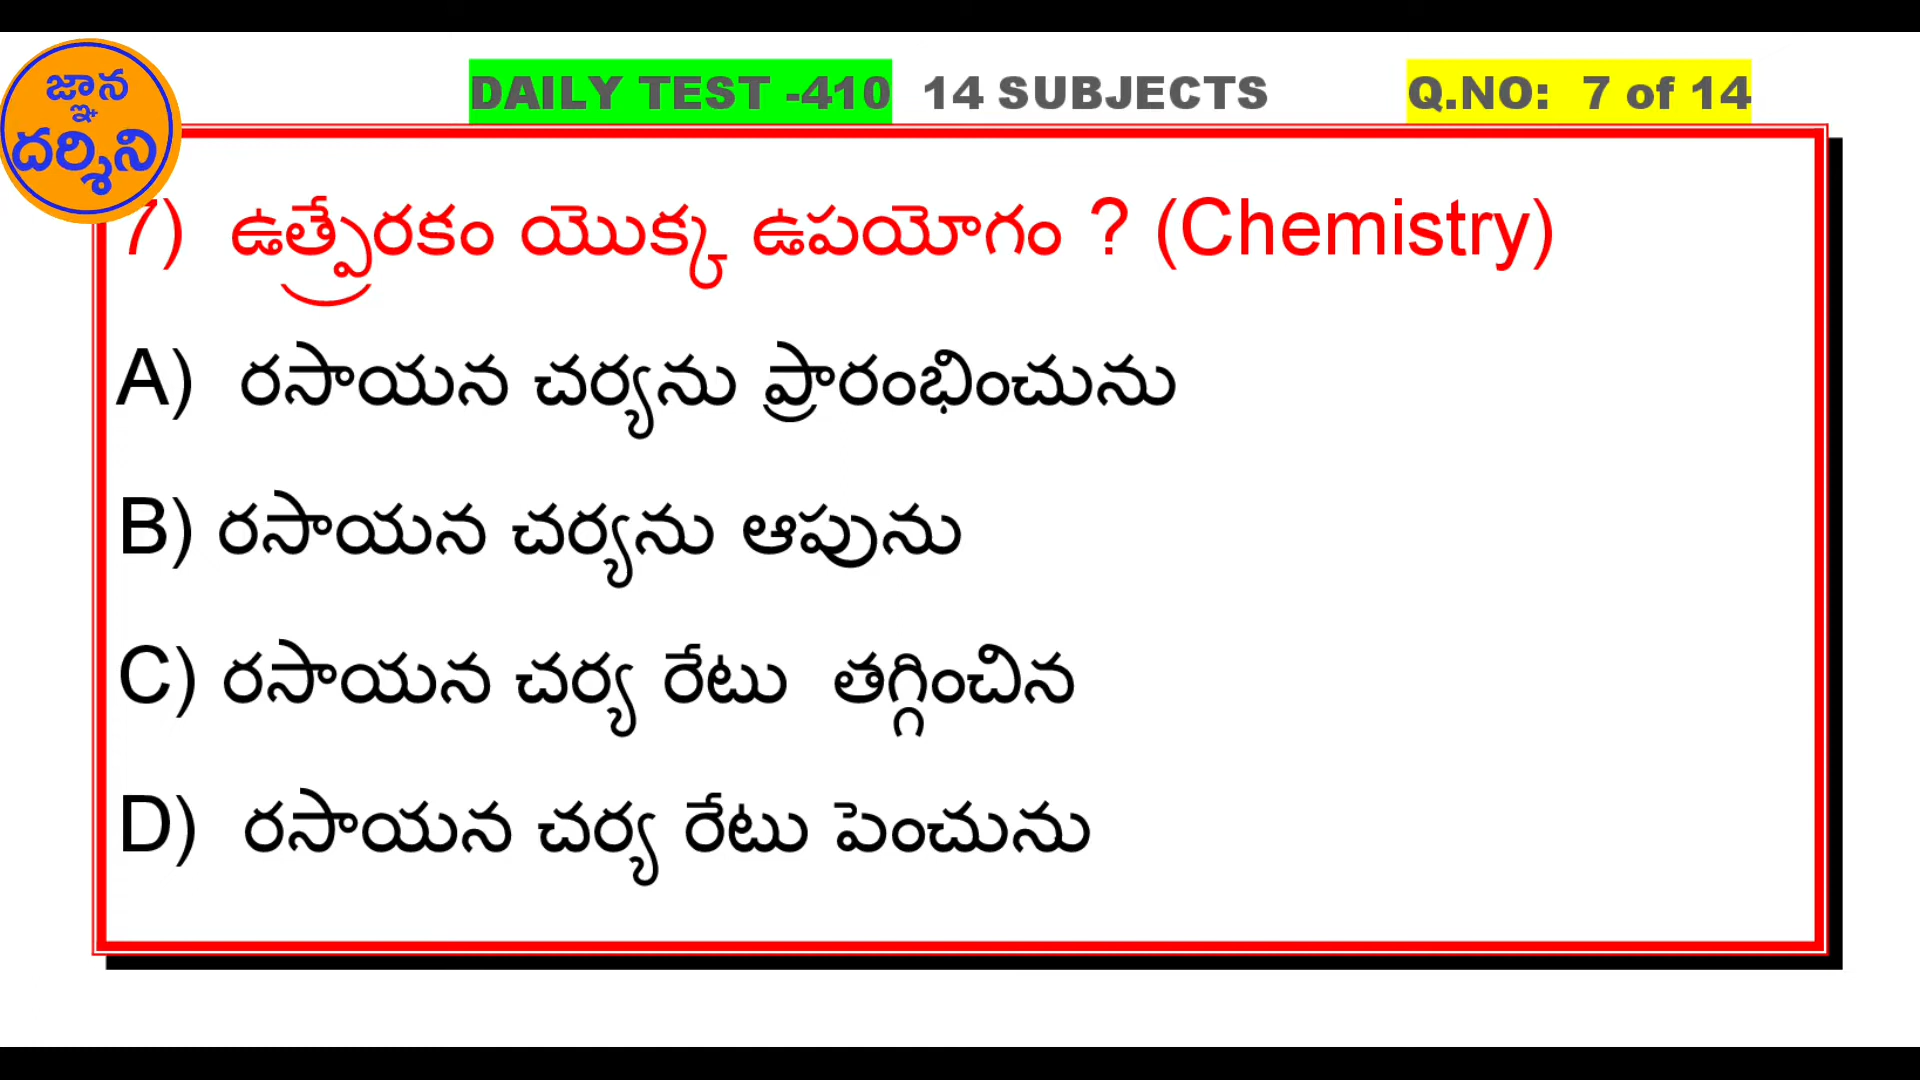 జ్ఞాన
దర్శిని
DAILY TEST -410 14 SUBJECTS Q.NO: 7 of 14
7) ఉత్ప్రేరకం యొక్క ఉపయోగం ? (Chemistry)
A) రసాయన చర్యను ప్రారంభించును
B) రసాయన చర్యను ఆపును
C) రసాయన చర్య రేటు తగ్గించిన
D) రసాయన చర్య రేటు పెంచును